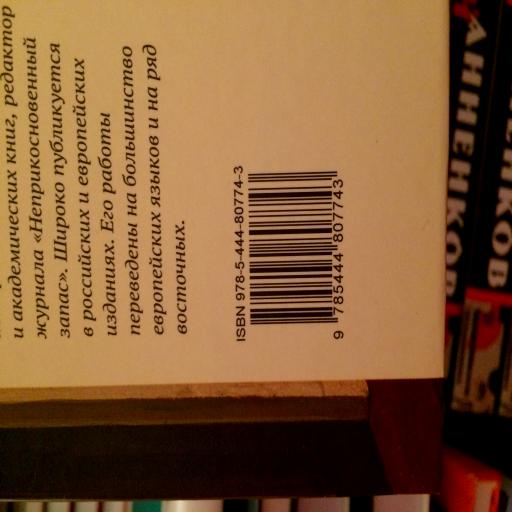 и академических книг, редактор
журнала «Неприкосновенный
запас». Широко публикуется
в российских и европейских
изданиях. Его работы
переведены на большинство
европейских языков и на ряд
восточных.
ISBN 978-5-444-80774-3
9 785444 807743
АННЕНКОВ